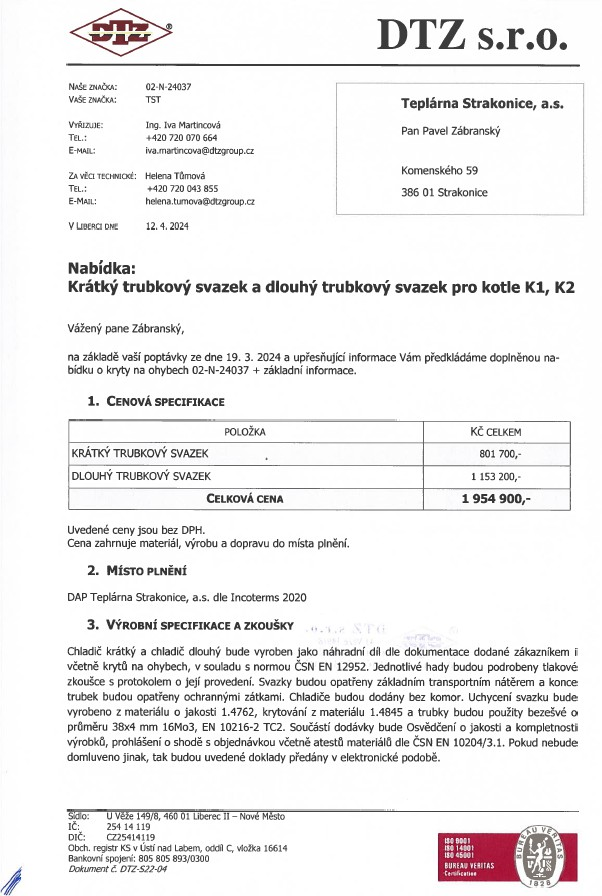 DTZ ®
DTZ s.r.o.
NAŠE ZNAČKA: 02-N-24037
VAŠE ZNAČKA: TST
VYŘIZUJE: Ing. Iva Martincová
TEL.: +420 720 070 664
E-MAIL: iva.martincova@dtzgroup.cz
ZA VĚCI TECHNICKÉ: Helena Tůmová
TEL.: +420 720 043 855
E-MAIL: helena.tumova@dtzgroup.cz
V LIBERCI DNE 12. 4. 2024
Teplárna Strakonice, a.s.
Pan Pavel Zábranský
Komenského 59
386 01 Strakonice
Nabídka:
Krátký trubkový svazek a dlouhý trubkový svazek pro kotle K1, K2
Vážený pane Zábranský,
na základě vaší poptávky ze dne 19. 3. 2024 a upřesňující informace Vám předkládáme doplněnou na-
bídku o kryty na ohybech 02-N-24037 + základní informace.
1. CENOVÁ SPECIFIKACE
POLOŽKA KČ CELKEM
KRÁTKÝ TRUBKOVÝ SVAZEK 801 700,-
DLOUHÝ TRUBKOVÝ SVAZEK 1 153 200,-
CELKOVÁ CENA 1 954 900,-
Uvedené ceny jsou bez DPH.
Cena zahrnuje materiál, výrobu a dopravu do místa plnění.
2. MÍSTO PLNĚNÍ
DAP Teplárna Strakonice, a.s. dle Incoterms 2020
3. VÝROBNÍ SPECIFIKACE A ZKOUŠKY
Chladič krátký a chladič dlouhý bude vyroben jako náhradní díl dle dokumentace dodané zákazníkem i
včetně krytů na ohybech, v souladu s normou ČSN EN 12952. Jednotlivé hady budou podrobeny tlakové
zkoušce s protokolem o její provedení. Svazky budou opatřeny základním transportním nátěrem a konce
trubek budou opatřeny ochrannými zátkami. Chladiče budou dodány bez komor. Uchycení svazku bude
vyrobeno z materiálu o jakosti 1.4762, krytování z materiálu 1.4845 a trubky budou použity bezešvé o
průměru 38x4 mm 16Mo3, EN 10216-2 TC2. Součástí dodávky bude Osvědčení o jakosti a kompletnosti
výrobků, prohlášení o shodě s objednávkou včetně atestů materiálů dle ČSN EN 10204/3.1. Pokud nebude
domluveno jinak, tak budou uvedené doklady předány v elektronické podobě.
Sídlo: U Věže 149/8, 460 01 Liberec II – Nové Město
IČ: 254 14 119
DIČ: CZ25414119
Obch. registr KS v Ústí nad Labem, oddíl C, vložka 16614
Bankovní spojení: 805 805 893/0300
Dokument č. DTZ-S22-04
ISO 9001
ISO 14001
ISO 45001
BUREAU VERITAS
Certification
BUREAU VERITAS
1828